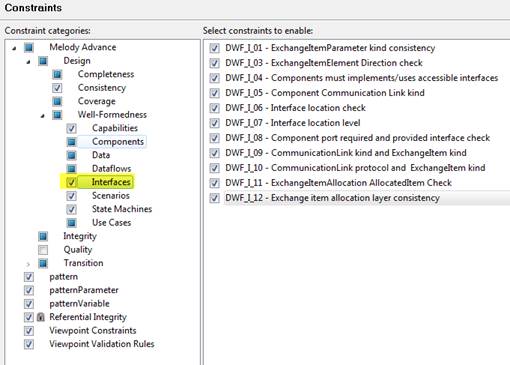 Constraints
Constraint categories:
Melody Advance
Design
Completeness
Consistency
Coverage
Well-Formedness
Capabilities
Components
Data
Dataflows
Interfaces
Scenarios
State Machines
Use Cases
Integrity
Quality
Transition
pattern
patternParameter
patternVariable
Referential Integrity
Viewpoint Constraints
Viewpoint Validation Rules
Select constraints to enable:
DWF_I_01 - ExchangeItemParameter kind consistency
DWF_I_03 - ExchangeItemElement Direction check
DWF_I_04 - Components must implements/uses accessible interfaces
DWF_I_05 - Component Communication Link kind
DWF_I_06 - Interface location check
DWF_I_07 - Interface location level
DWF_I_08 - Component port required and provided interface check
DWF_I_09 - CommunicationLink kind and ExchangeItem kind
DWF_I_10 - CommunicationLink protocol and ExchangeItem kind
DWF_I_11 - ExchangeItemAllocation AllocatedItem Check
DWF_I_12 - Exchange item allocation layer consistency